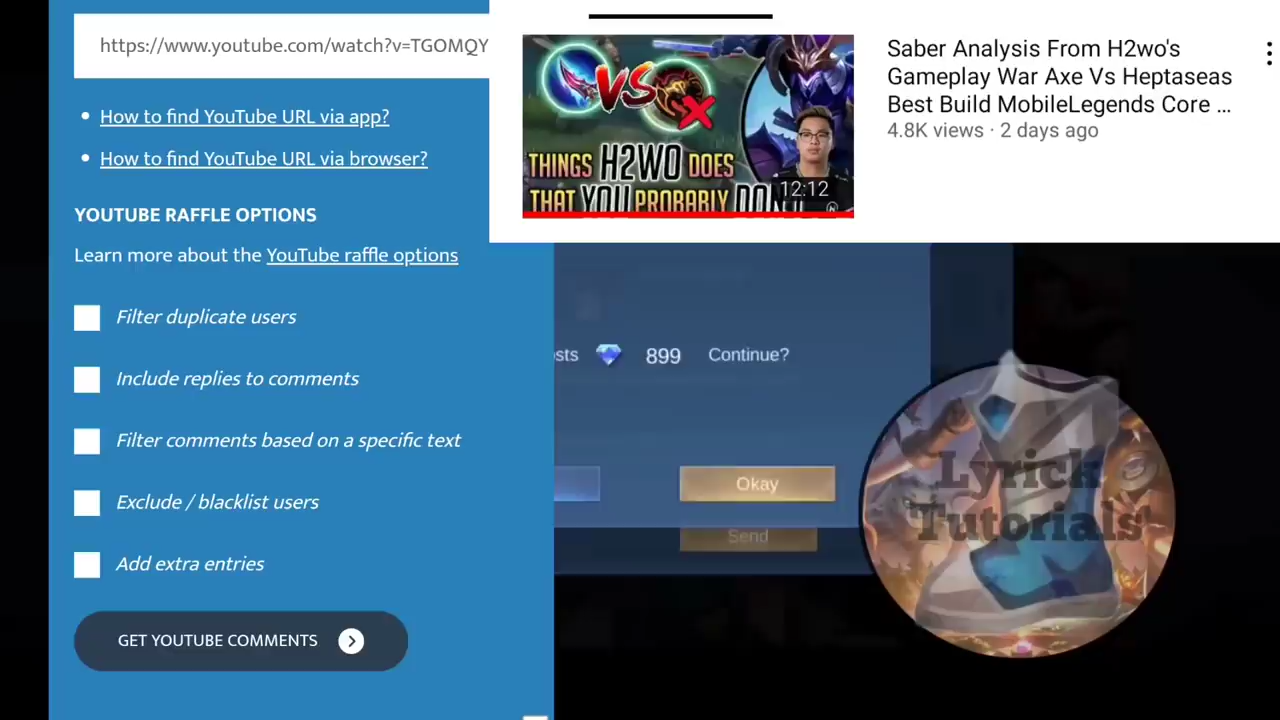 https://www.youtube.com/watch?v=TGOMQY
How to find YouTube URL via app?
How to find YouTube URL via browser?
YOUTUBE RAFFLE OPTIONS
Learn more about the YouTube raffle options
Filter duplicate users
Include replies to comments
Filter comments based on a specific text
Exclude / blacklist users
Add extra entries
GET YOUTUBE COMMENTS
VS
THINGS H2WO DOES
THAT YOU PROBABLY
12:12
Saber Analysis From H2wo's
Gameplay War Axe Vs Heptaseas
Best Build MobileLegends Core ...
4.8K views · 2 days ago
899 Continue?
Okay
Send
Lyrick
Tutorials